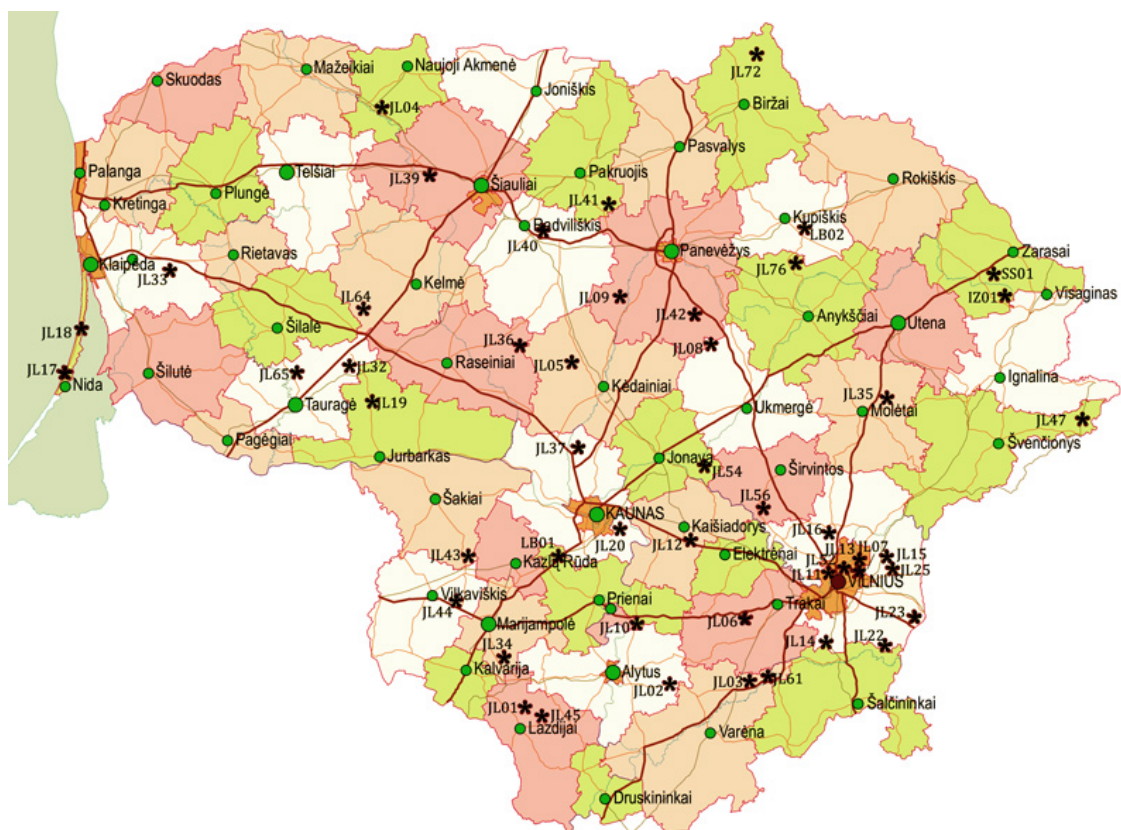 JL72
Mažeikiai
Naujoji Akmenė
Skuodas
Joniškis
JL04
Biržai
Pasvalys
Palanga
Telšiai
JL39
Šiauliai
Pakruojis
Rokiškis
Plungė
Kretinga
JL41
Kupiškis
Radviliškis
LB02
JL40
Rietavas
Panevėžys
Zarasai
Klaipėda
JL33
JL76
SS01
Kelmė
IZ01
Visaginas
JL09
JL64
JL42
Anykščiai
Utena
JL18
Šilalė
JL36
JL08
Raseiniai
JL05
JL32
JL17
Šilutė
JL65
Nida
Kėdainiai
Ignalina
JL35
JL19
Tauragė
Ukmergė
Molėtai
JL47
Pagėgiai
JL37
Švenčionys
Jurbarkas
Jonava
JL54
Širvintos
Šakiai
JL56
KAUNAS
Kaišiadorys
JL16
JL20
JL12
LB01
JL43
Elektrėnai
JL13
JL07
JL15
Kazlų Rūda
JL25
JL11
VILNIUS
Vilkaviškis
Prienai
Trakai
JL44
JL23
Marijampolė
JL10
JL06
JL14
JL22
JL34
Kalvarija
Alytus
JL02
JL03
JL61
JL01
JL45
Šalčininkai
Lazdijai
Varėna
Druskininkai